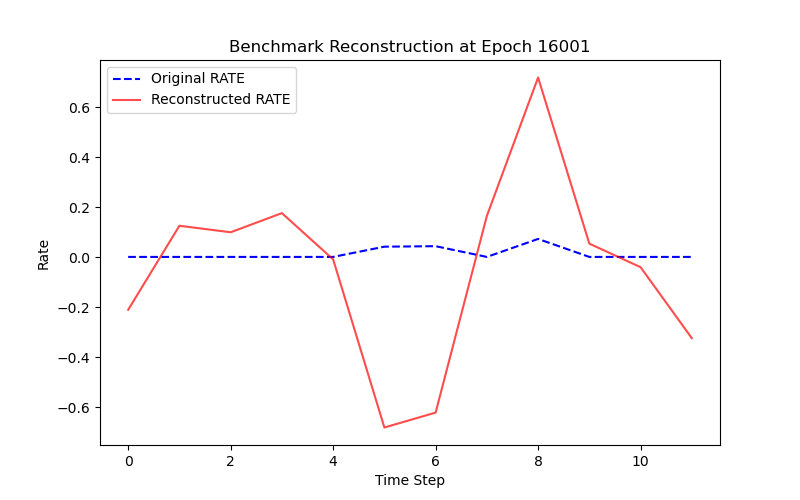 Benchmark Reconstruction at Epoch 16001
Original RATE
Reconstructed RATE
0.6
0.4
0.2
0.0
−0.2
−0.4
−0.6
Rate
0 2 4 6 8 10
Time Step